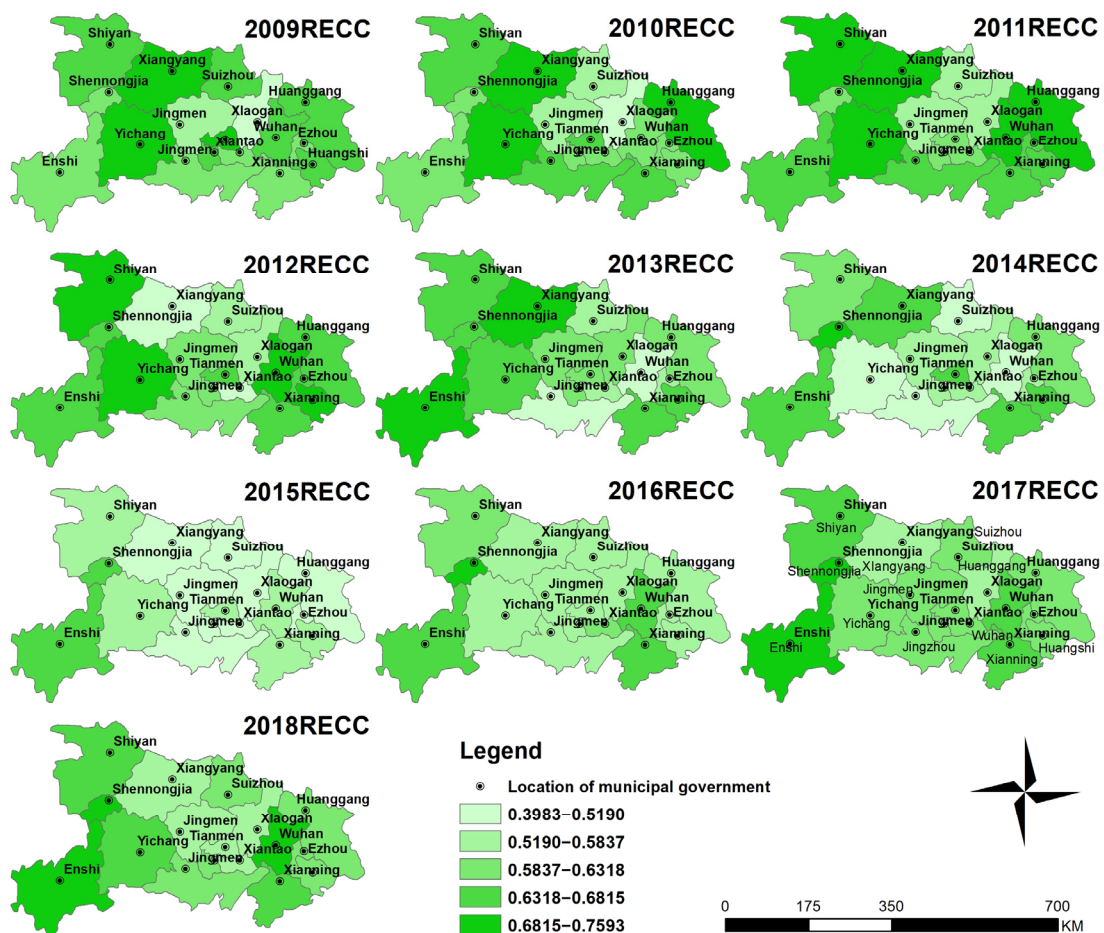 2009RECC
Shiyan
Xiangyang
Shennongjia
Suizhou
Huanggang
Jingmen
XIaogan
Yichang
Wuhan
Ezhou
Jingmen
Xiantao
Enshi
Xianning
Huangshi
2010RECC
Shiyan
Xiangyang
Shennongjia
Suizhou
Huanggang
Jingmen
Xiaogan
Yichang
Tianmen
Wuhan
Jingmen
Xiantao
Ezhou
Enshi
Xianning
2011RECC
Shiyan
Xiangyang
Shennongjia
Suizhou
Huanggang
Jingmen
Xiaogan
Yichang
Tianmen
Wuhan
Jingmen
Xiantao
Ezhou
Enshi
Xianning
2012RECC
Shiyan
Xiangyang
Shennongjia
Suizhou
Huanggang
Jingmen
XIaogan
Yichang
Tianmen
Wuhan
Jingmen
Xiantao
Ezhou
Enshi
Xianning
2013RECC
Shiyan
Xiangyang
Shennongjia
Suizhou
Huanggang
Jingmen
XIaogan
Yichang
Tianmen
Wuhan
Jingmen
Xiantao
Ezhou
Enshi
Xianning
2014RECC
Shiyan
Xiangyang
Shennongjia
Suizhou
Huanggang
Jingmen
XIaogan
Yichang
Tianmen
Wuhan
Jingmen
Xiantao
Ezhou
Enshi
Xianning
2015RECC
Shiyan
Xiangyang
Shennongjia
Suizhou
Huanggang
Jingmen
Xiaogan
Yichang
Tianmen
Wuhan
Jingmen
Xiantao
Ezhou
Enshi
Xianning
2016RECC
Shiyan
Xiangyang
Shennongjia
Suizhou
Huanggang
Jingmen
Xiaogan
Yichang
Tianmen
Wuhan
Jingmen
Xiantao
Ezhou
Enshi
Xianning
2017RECC
Shiyan
Shiyan
Xiangyang
Suizhou
Shennongjia
Suizhou
Shennongjia
XIangyang
Huanggang
Huanggang
Jingmen
Jingmen
Xiaogan
Yichang
Tianmen
Wuhan
Yichang
Jingmen
Xiantao
Ezhou
Enshi
Wuhan
Xianning
Enshi
Jingzhou
Huangshi
Xianning
2018RECC
Shiyan
Xiangyang
Shennongjia
Suizhou
Huanggang
Jingmen
XIaogan
Yichang
Tianmen
Wuhan
Jingmen
Xiantao
Ezhou
Enshi
Xianning
Legend
Location of municipal government
0.3983–0.5190
0.5190–0.5837
0.5837–0.6318
0.6318–0.6815
0.6815–0.7593
0 175 350 700
KM